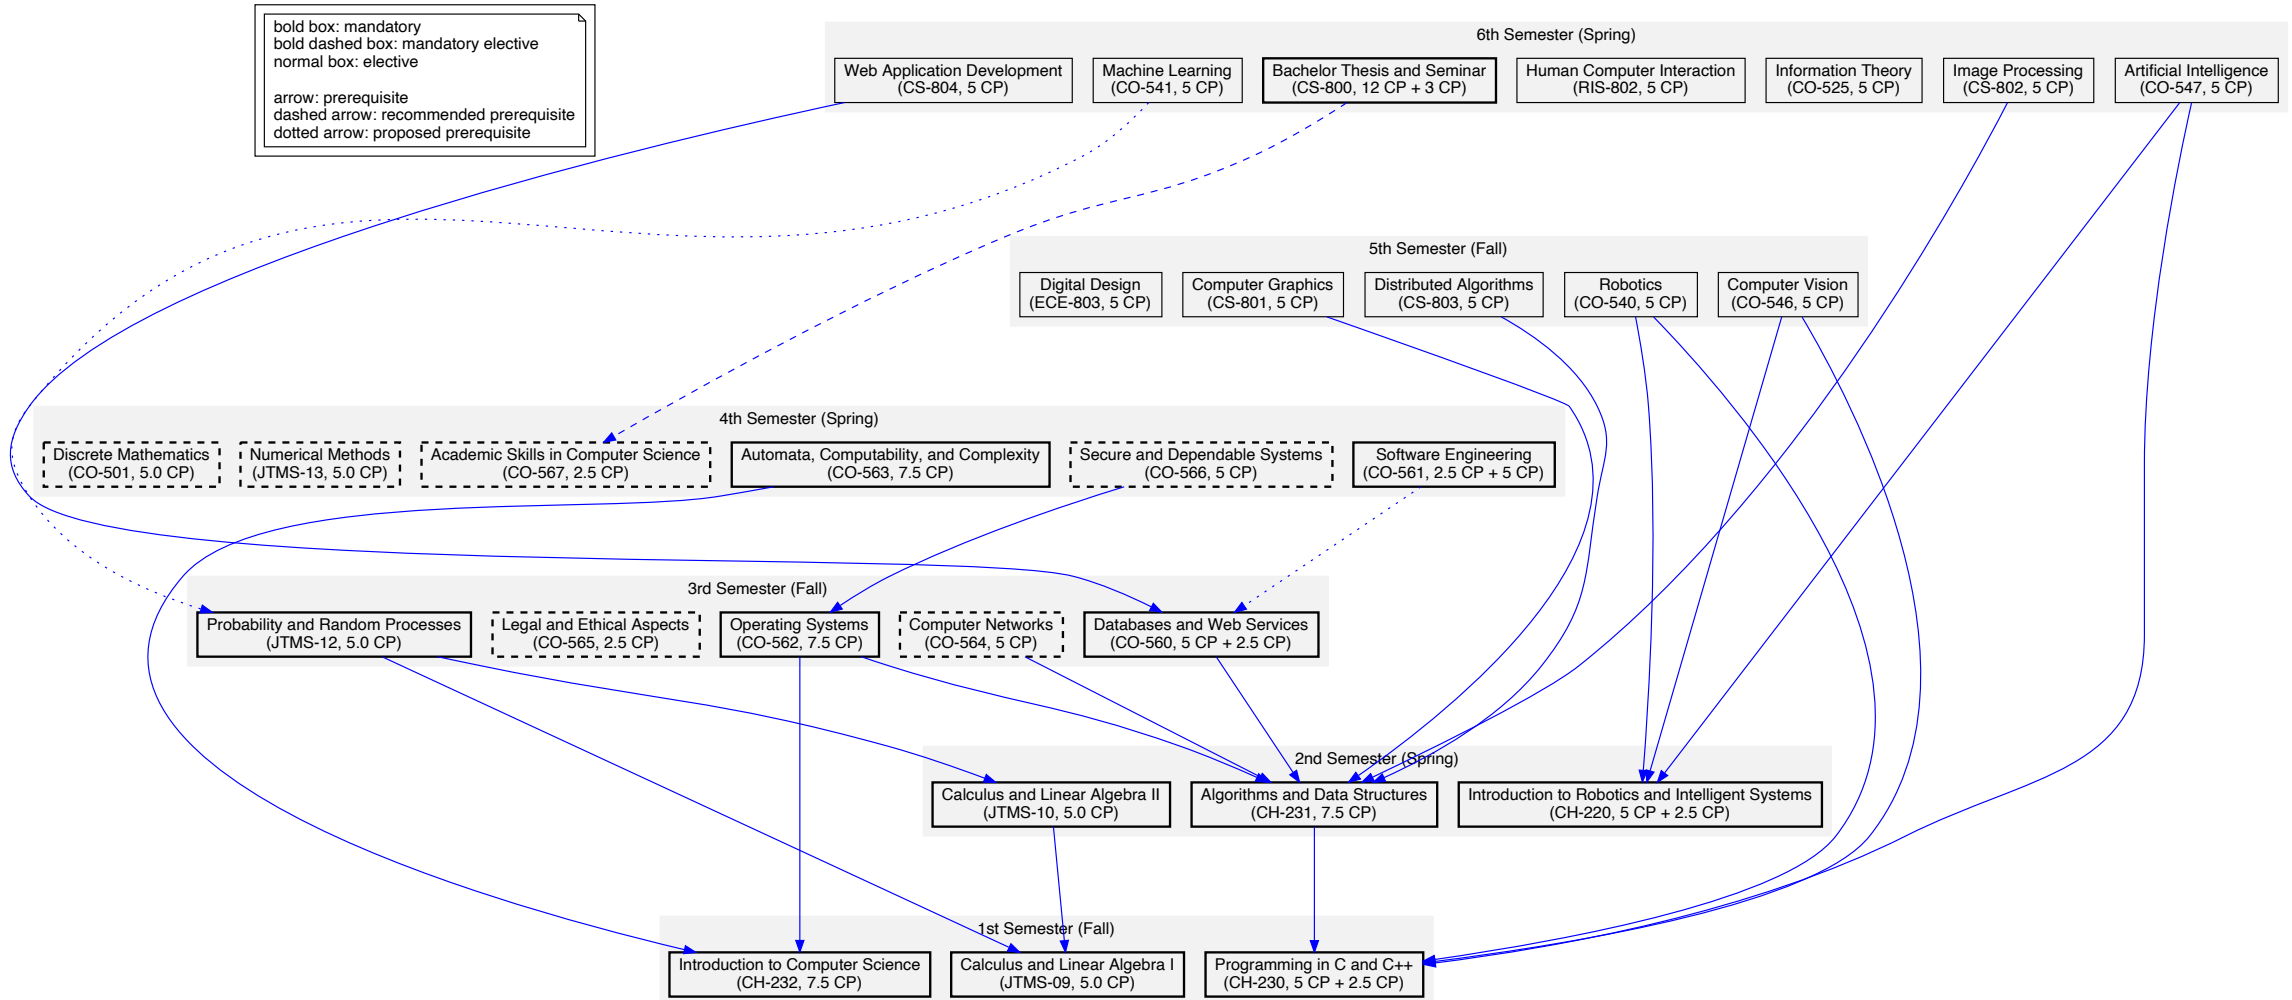 bold box: mandatory
bold dashed box: mandatory elective
normal box: elective
arrow: prerequisite
dashed arrow: recommended prerequisite
dotted arrow: proposed prerequisite
6th Semester (Spring)
Web Application Development
(CS-804, 5 CP)
Machine Learning
(CO-541, 5 CP)
Bachelor Thesis and Seminar
(CS-800, 12 CP + 3 CP)
Human Computer Interaction
(RIS-802, 5 CP)
Information Theory
(CO-525, 5 CP)
Image Processing
(CS-802, 5 CP)
Artificial Intelligence
(CO-547, 5 CP)
5th Semester (Fall)
Digital Design
(ECE-803, 5 CP)
Computer Graphics
(CS-801, 5 CP)
Distributed Algorithms
(CS-803, 5 CP)
Robotics
(CO-540, 5 CP)
Computer Vision
(CO-546, 5 CP)
4th Semester (Spring)
Discrete Mathematics
(CO-501, 5.0 CP)
Numerical Methods
(JTMS-13, 5.0 CP)
Academic Skills in Computer Science
(CO-567, 2.5 CP)
Automata, Computability, and Complexity
(CO-563, 7.5 CP)
Secure and Dependable Systems
(CO-566, 5 CP)
Software Engineering
(CO-561, 2.5 CP + 5 CP)
3rd Semester (Fall)
Probability and Random Processes
(JTMS-12, 5.0 CP)
Legal and Ethical Aspects
(CO-565, 2.5 CP)
Operating Systems
(CO-562, 7.5 CP)
Computer Networks
(CO-564, 5 CP)
Databases and Web Services
(CO-560, 5 CP + 2.5 CP)
2nd Semester (Spring)
Calculus and Linear Algebra II
(JTMS-10, 5.0 CP)
Algorithms and Data Structures
(CH-231, 7.5 CP)
Introduction to Robotics and Intelligent Systems
(CH-220, 5 CP + 2.5 CP)
1st Semester (Fall)
Introduction to Computer Science
(CH-232, 7.5 CP)
Calculus and Linear Algebra I
(JTMS-09, 5.0 CP)
Programming in C and C++
(CH-230, 5 CP + 2.5 CP)